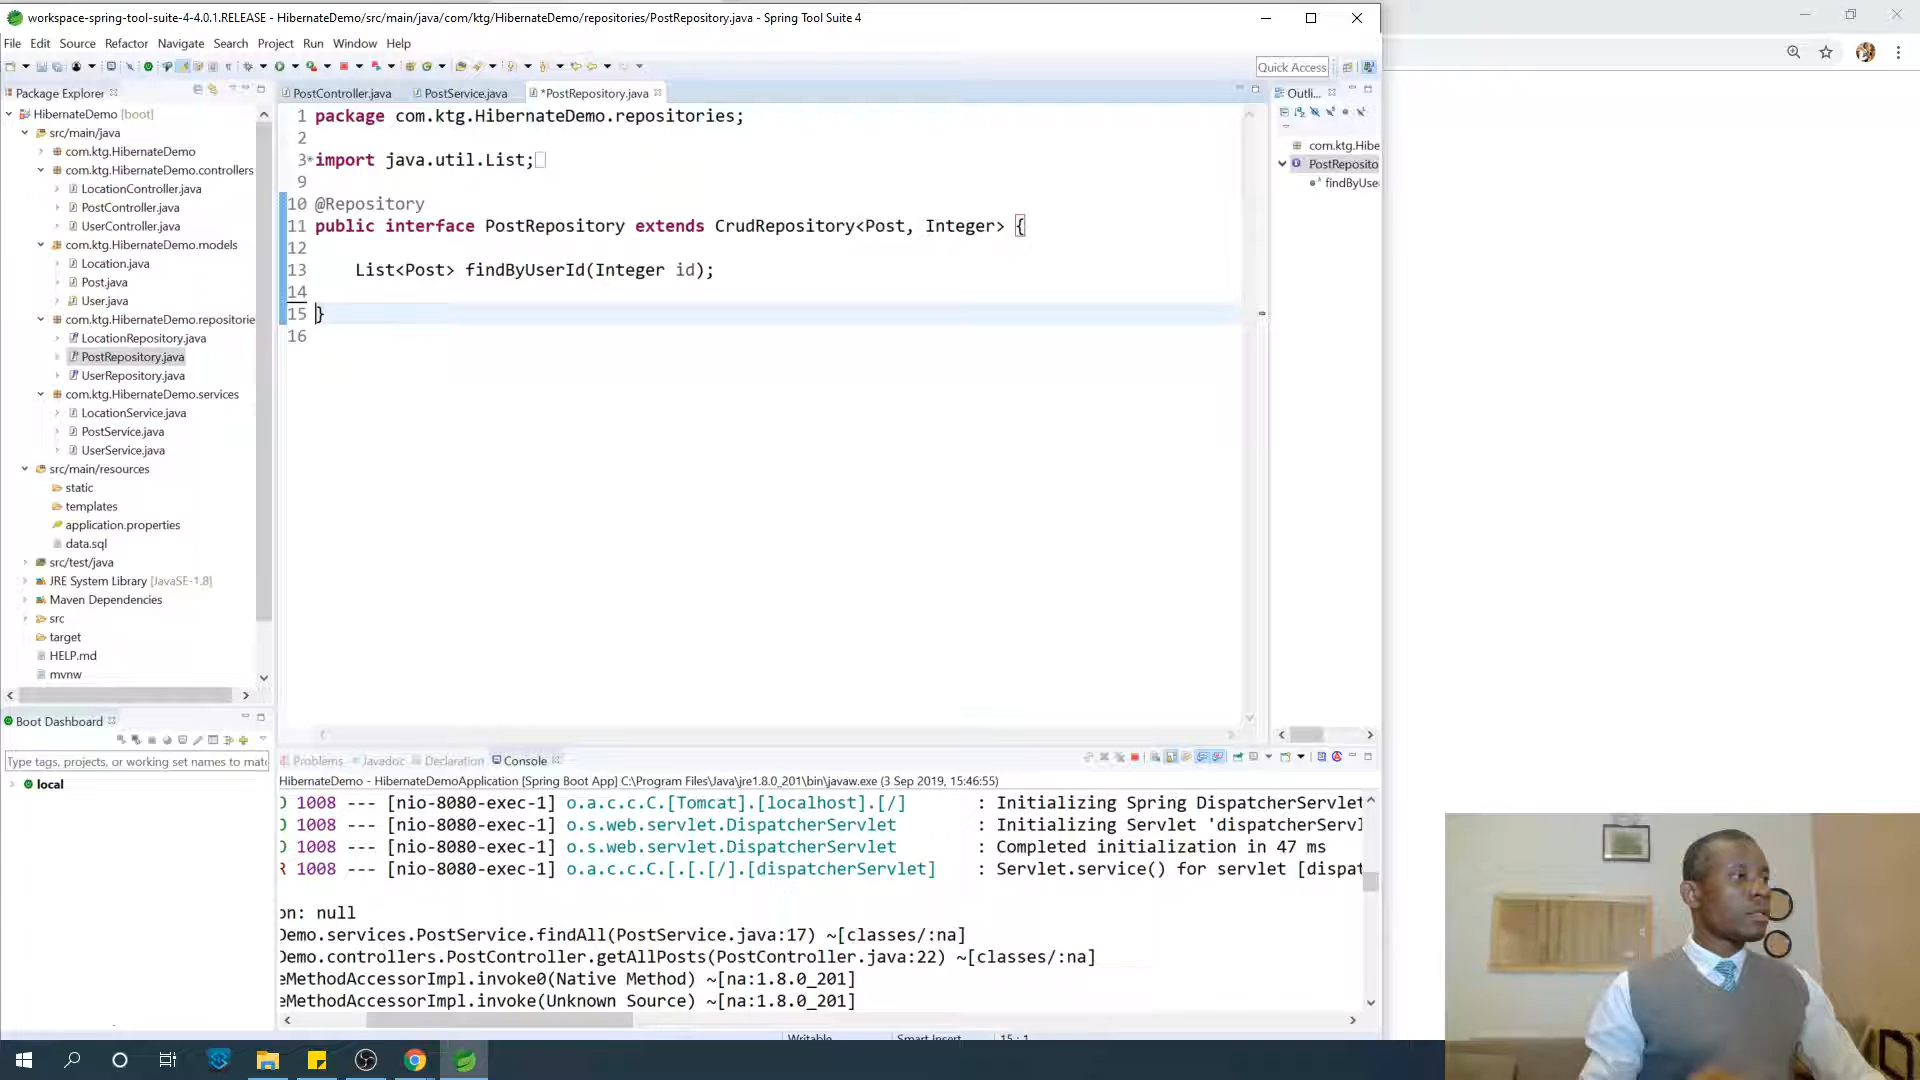 workspace-spring-tool-suite-4-4.0.1.RELEASE - HibernateDemo/src/main/java/com/ktg/HibernateDemo/repositories/PostRepository.java - Spring Tool Suite 4
File Edit Source Refactor Navigate Search Project Run Window Help
Quick Access
Package Explorer
HibernateDemo [boot]
src/main/java
com.ktg.HibernateDemo
com.ktg.HibernateDemo.controllers
LocationController.java
PostController.java
UserController.java
com.ktg.HibernateDemo.models
Location.java
Post.java
User.java
com.ktg.HibernateDemo.repositorie
LocationRepository.java
PostRepository.java
UserRepository.java
com.ktg.HibernateDemo.services
LocationService.java
PostService.java
UserService.java
src/main/resources
static
templates
application.properties
data.sql
src/test/java
JRE System Library [JavaSE-1.8]
Maven Dependencies
src
target
HELP.md
mvnw
Boot Dashboard
Type tags, projects, or working set names to mat
local
PostController.java PostService.java *PostRepository.java
1 package com.ktg.HibernateDemo.repositories;
2
3 import java.util.List;
9
10 @Repository
11 public interface PostRepository extends CrudRepository<Post, Integer> {
12
13 List<Post> findByUserId(Integer id);
14
15 }
16
Outli...
com.ktg.Hibe
PostReposito
findByUse
Problems Javadoc Declaration Console
HibernateDemo - HibernateDemoApplication [Spring Boot App] C:\Program Files\Java\jre1.8.0_201\bin\javaw.exe (3 Sep 2019, 15:46:55)
O 1008 --- [nio-8080-exec-1] o.a.c.c.C.[Tomcat].[localhost].[/] : Initializing Spring DispatcherServlet
O 1008 --- [nio-8080-exec-1] o.s.web.servlet.DispatcherServlet : Initializing Servlet 'dispatcherServl
O 1008 --- [nio-8080-exec-1] o.s.web.servlet.DispatcherServlet : Completed initialization in 47 ms
R 1008 --- [nio-8080-exec-1] o.a.c.c.C.[.[.[/].[dispatcherServlet] : Servlet.service() for servlet [dispat
on: null
Demo.services.PostService.findAll(PostService.java:17) ~[classes/:na]
Demo.controllers.PostController.getAllPosts(PostController.java:22) ~[classes/:na]
eMethodAccessorImpl.invoke0(Native Method) ~[na:1.8.0_201]
eMethodAccessorImpl.invoke(Unknown Source) ~[na:1.8.0_201]
Writable Smart Insert 15 : 1